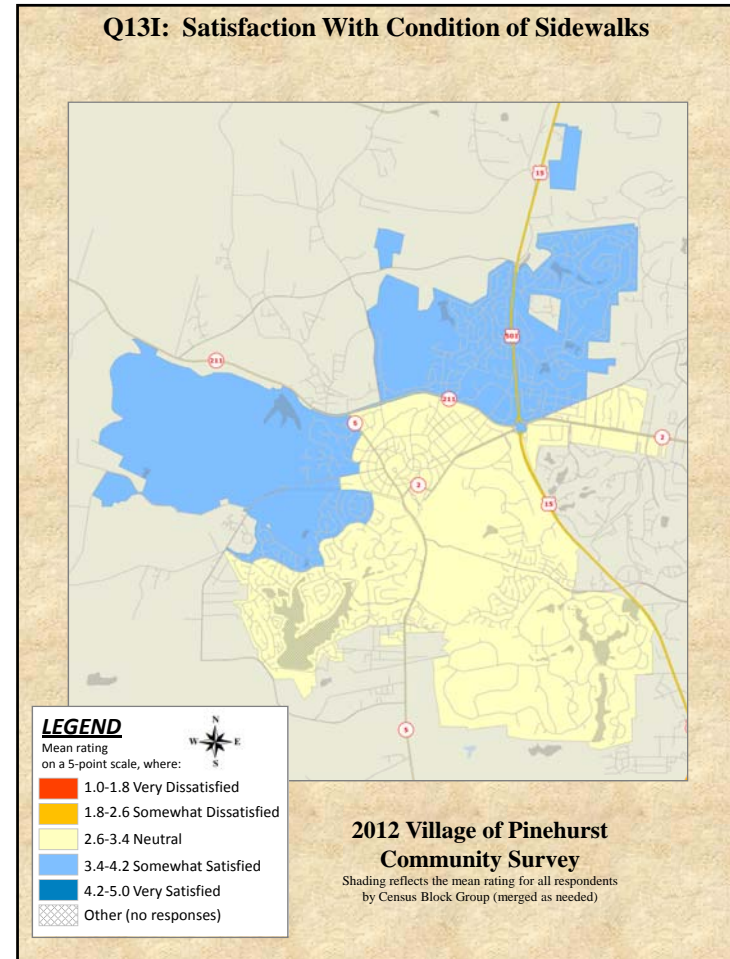 Q13I: Satisfaction With Condition of Sidewalks
15
501
211
211
5
2
2
15
5
LEGEND
N
W E
S
Mean rating
on a 5-point scale, where:
1.0-1.8 Very Dissatisfied
1.8-2.6 Somewhat Dissatisfied
2.6-3.4 Neutral
3.4-4.2 Somewhat Satisfied
4.2-5.0 Very Satisfied
Other (no responses)
2012 Village of Pinehurst
Community Survey
Shading reflects the mean rating for all respondents
by Census Block Group (merged as needed)